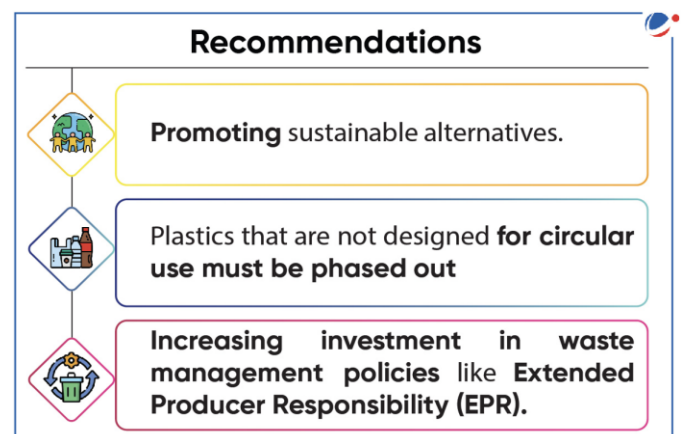 Recommendations
Promoting sustainable alternatives.
Plastics that are not designed for circular
use must be phased out
Increasing investment in waste
management policies like Extended
Producer Responsibility (EPR).